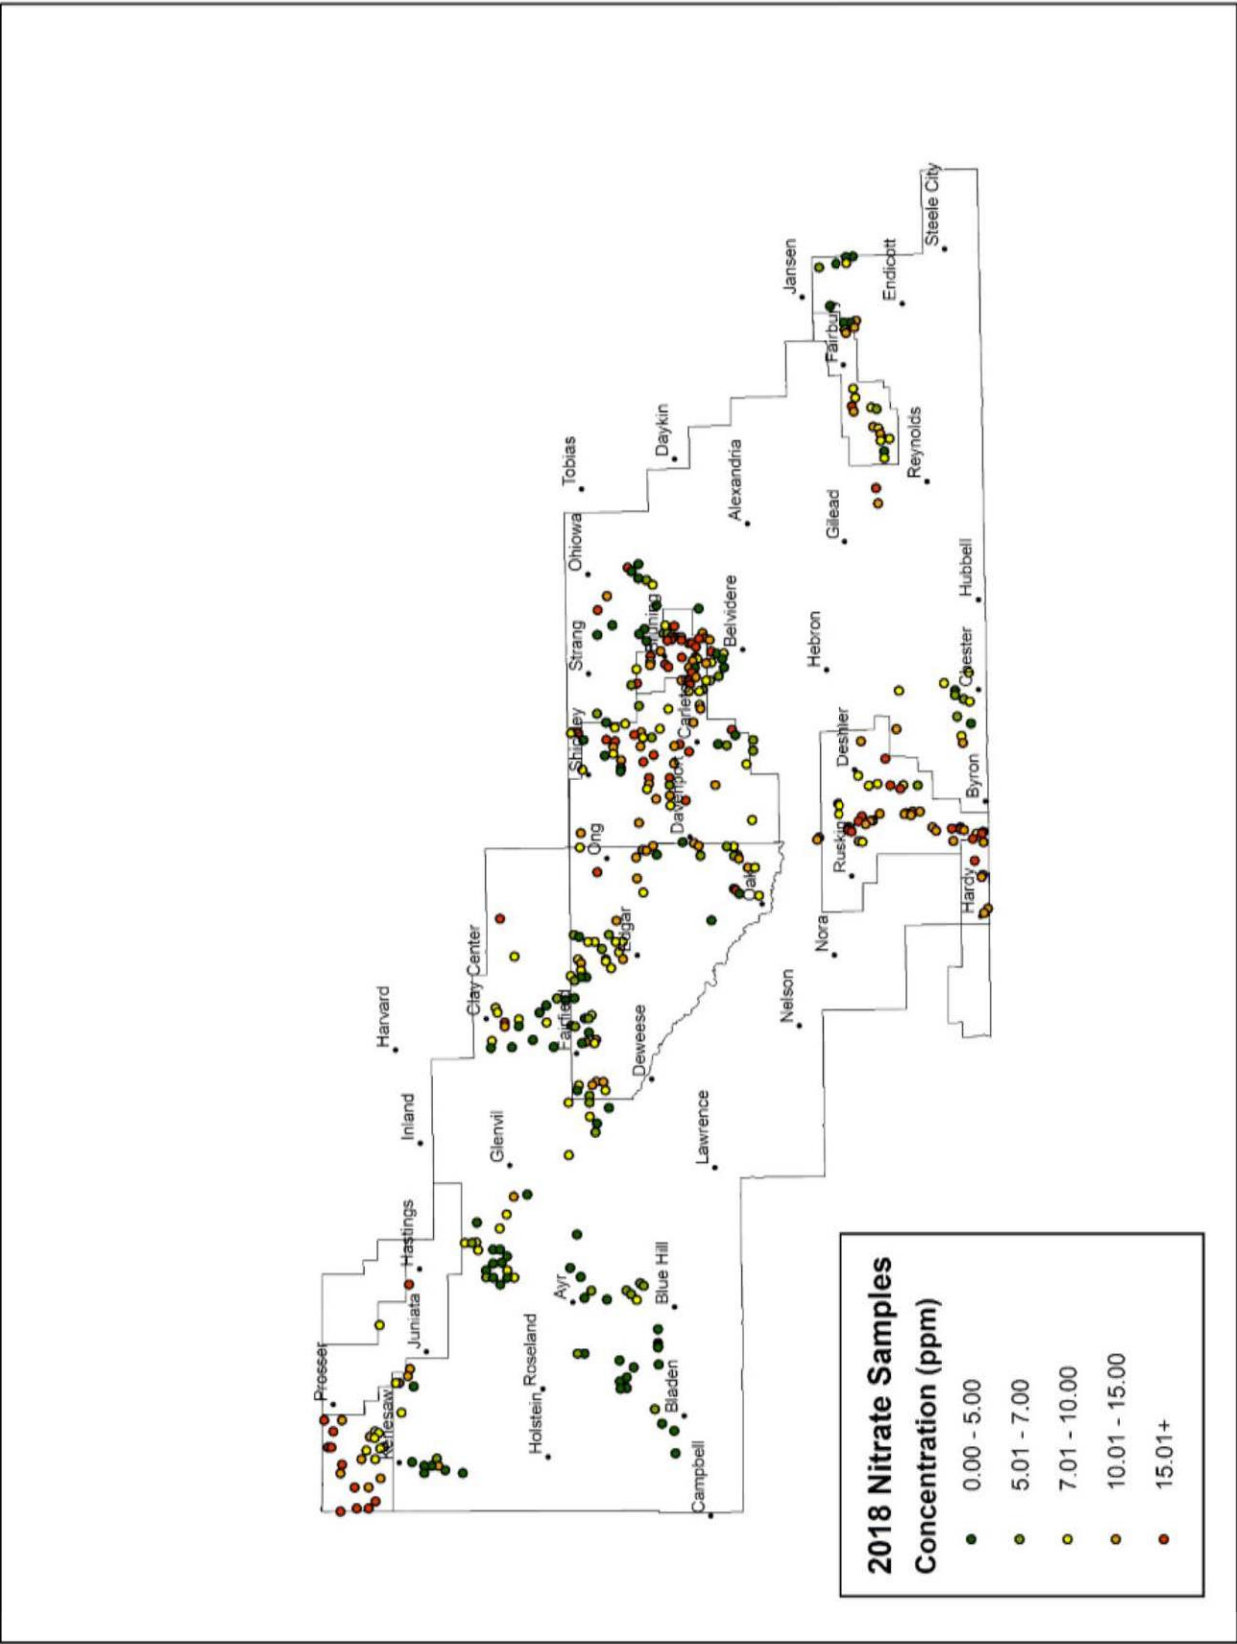 Prosser
Harvard
Kenesaw
Inland
Hastings
Juniata
Clay Center
Glenvil
Roseland
Holstein
Ayr
Fairfield
Tobias
Ohiowa
Strang
Shickley
Ong
Edgar
Deweese
Blue Hill
Bladen
Daykin
Bruning
Carleton
Davenport
Campbell
Lawrence
Alexandria
Belvidere
Oak
Nelson
Jansen
Hebron
Nora
Fairbury
Gilead
Deshler
Ruskin
Endicott
Reynolds
Steele City
Hubbell
Chester
Byron
Hardy
2018 Nitrate Samples
Concentration (ppm)
0.00 - 5.00
5.01 - 7.00
7.01 - 10.00
10.01 - 15.00
15.01+